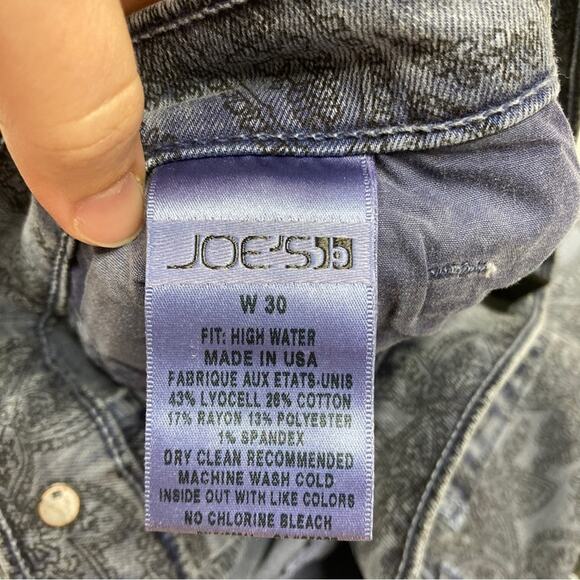 JOE'S
W 30
FIT: HIGH WATER
MADE IN USA
FABRIQUE AUX ETATS-UNIS
43% LYOCELL 26% COTTON
17% RAYON 13% POLYESTER
1% SPANDEX
DRY CLEAN RECOMMENDED
MACHINE WASH COLD
INSIDE OUT WITH LIKE COLORS
NO CHLORINE BLEACH